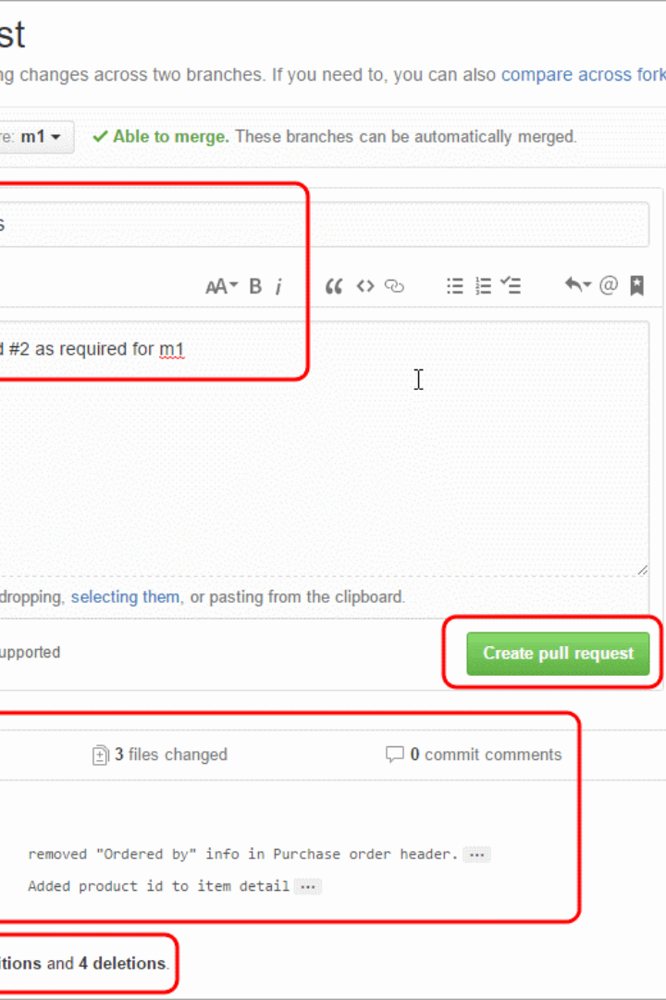 st
ng changes across two branches. If you need to, you can also compare across fork
re: m1 ✓ Able to merge. These branches can be automatically merged.
s
AA B i “ <> @
d #2 as required for m1
dropping, selecting them, or pasting from the clipboard.
upported
Create pull request
3 files changed 0 commit comments
removed "Ordered by" info in Purchase order header. ...
Added product id to item detail ...
itions and 4 deletions.